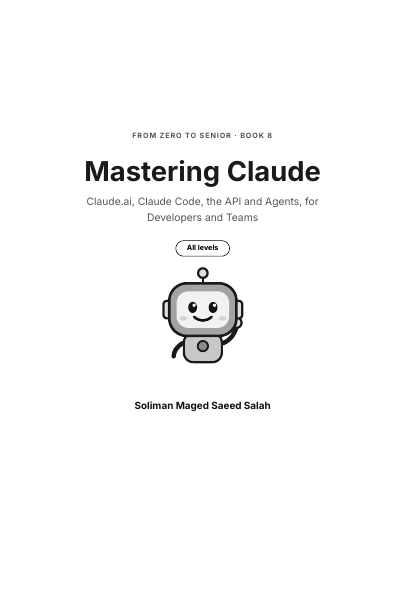 FROM ZERO TO SENIOR · BOOK 8
Mastering Claude
Claude.ai, Claude Code, the API and Agents, for
Developers and Teams
All levels
Soliman Maged Saeed Salah